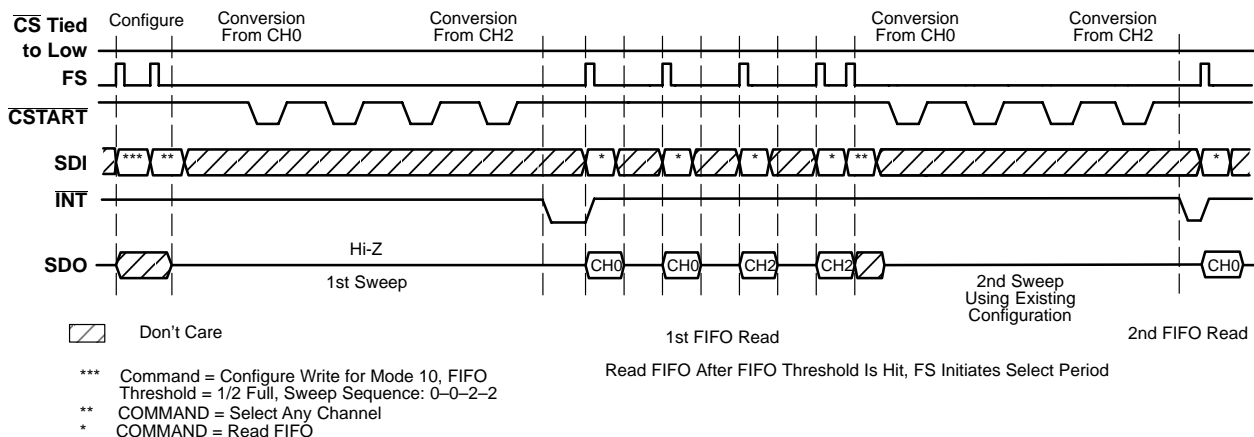 CS Tied
to Low
Configure
Conversion
From CH0
Conversion
From CH2
Conversion
From CH0
Conversion
From CH2
FS
CSTART
SDI
***
**
*
*
*
*
**
*
INT
SDO
Hi-Z
1st Sweep
CH0
CH0
CH2
CH2
2nd Sweep
Using Existing
Configuration
CH0
Don't Care
1st FIFO Read
2nd FIFO Read
Read FIFO After FIFO Threshold Is Hit, FS Initiates Select Period
*** Command = Configure Write for Mode 10, FIFO
Threshold = 1/2 Full, Sweep Sequence: 0–0–2–2
** COMMAND = Select Any Channel
* COMMAND = Read FIFO